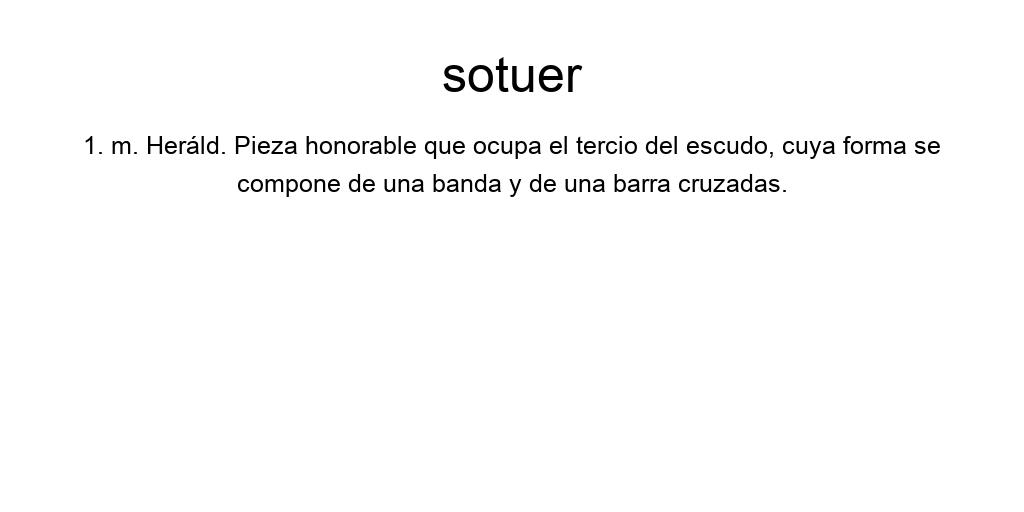 sotuer
1. m. Heráld. Pieza honorable que ocupa el tercio del escudo, cuya forma se
compone de una banda y de una barra cruzadas.